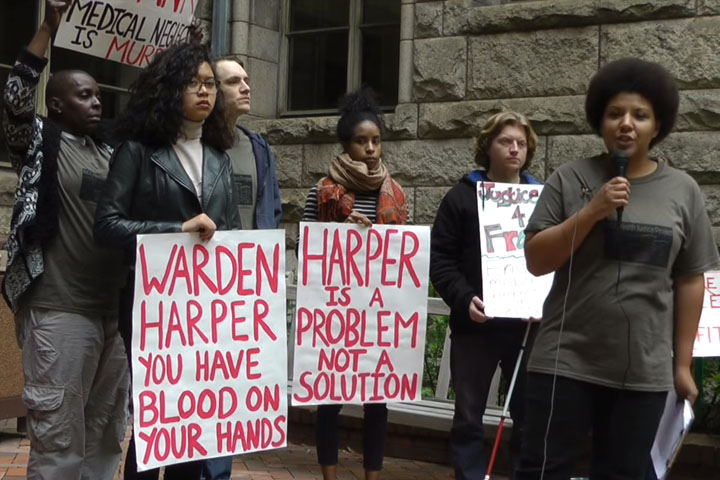 MEDICAL NEGLECT
IS MURDER
WARDEN
HARPER
YOU HAVE
BLOOD ON
YOUR HANDS
HARPER
IS A
PROBLEM
NOT A
SOLUTION
Justice
4